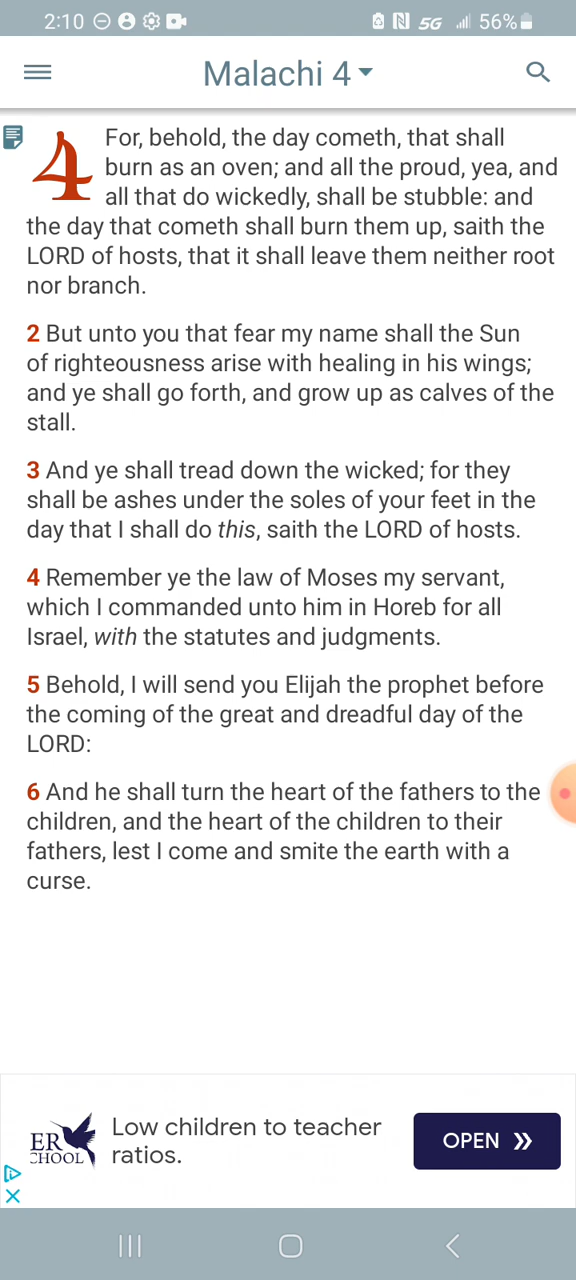 2:10 5G 56%
Malachi 4
4 For, behold, the day cometh, that shall
burn as an oven; and all the proud, yea, and
all that do wickedly, shall be stubble: and
the day that cometh shall burn them up, saith the
LORD of hosts, that it shall leave them neither root
nor branch.
2 But unto you that fear my name shall the Sun
of righteousness arise with healing in his wings;
and ye shall go forth, and grow up as calves of the
stall.
3 And ye shall tread down the wicked; for they
shall be ashes under the soles of your feet in the
day that I shall do this, saith the LORD of hosts.
4 Remember ye the law of Moses my servant,
which I commanded unto him in Horeb for all
Israel, with the statutes and judgments.
5 Behold, I will send you Elijah the prophet before
the coming of the great and dreadful day of the
LORD:
6 And he shall turn the heart of the fathers to the
children, and the heart of the children to their
fathers, lest I come and smite the earth with a
curse.
Low children to teacher
ratios.
ER
CHOOL
OPEN